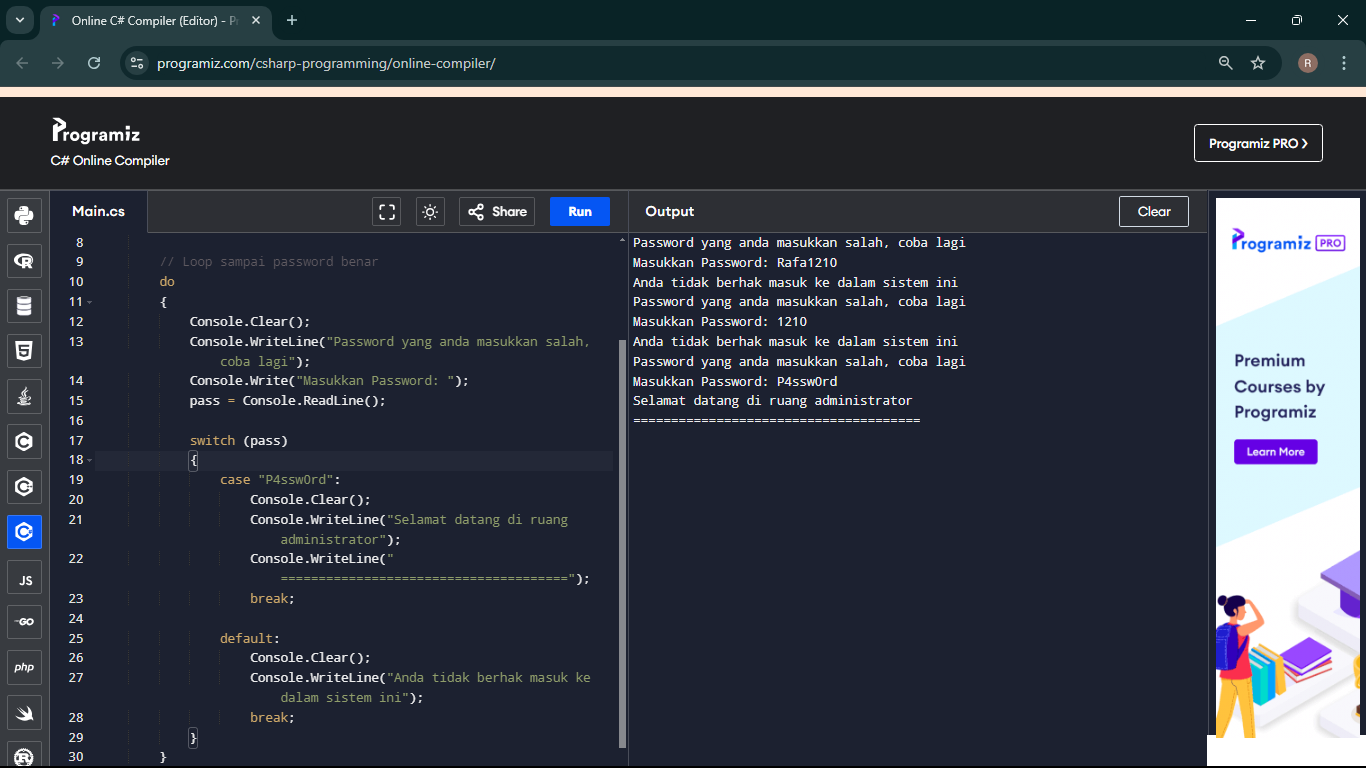 Online C# Compiler (Editor) - P
programiz.com/csharp-programming/online-compiler/
R
Programiz
C# Online Compiler
Programiz PRO ❯
Main.cs
Share
Run
Output
Clear
8
9 // Loop sampai password benar
10 do
11 {
12 Console.Clear();
13 Console.WriteLine("Password yang anda masukkan salah,
coba lagi");
14 Console.Write("Masukkan Password: ");
15 pass = Console.ReadLine();
16
17 switch (pass)
18 {
19 case "P4ssw0rd":
20 Console.Clear();
21 Console.WriteLine("Selamat datang di ruang
administrator");
22 Console.WriteLine("
======================================");
23 break;
24
25 default:
26 Console.Clear();
27 Console.WriteLine("Anda tidak berhak masuk ke
dalam sistem ini");
28 break;
29 }
30 }
Password yang anda masukkan salah, coba lagi
Masukkan Password: Rafa1210
Anda tidak berhak masuk ke dalam sistem ini
Password yang anda masukkan salah, coba lagi
Masukkan Password: 1210
Anda tidak berhak masuk ke dalam sistem ini
Password yang anda masukkan salah, coba lagi
Masukkan Password: P4ssw0rd
Selamat datang di ruang administrator
======================================
JS
GO
php
Programiz PRO
Premium
Courses by
Programiz
Learn More